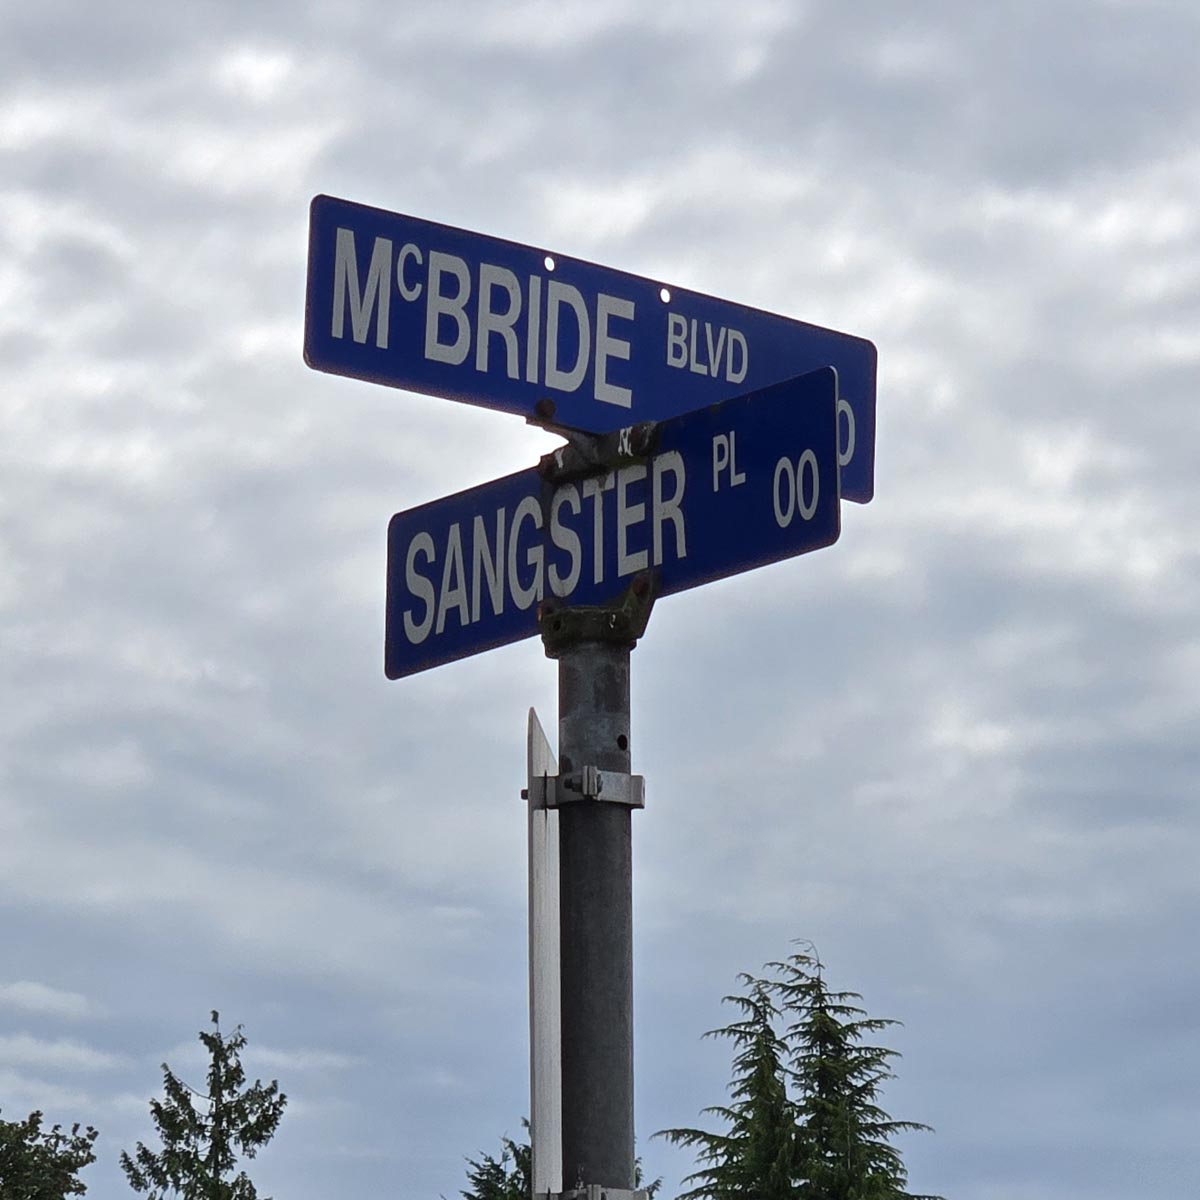 McBRIDE BLVD
SANGSTER PL 00